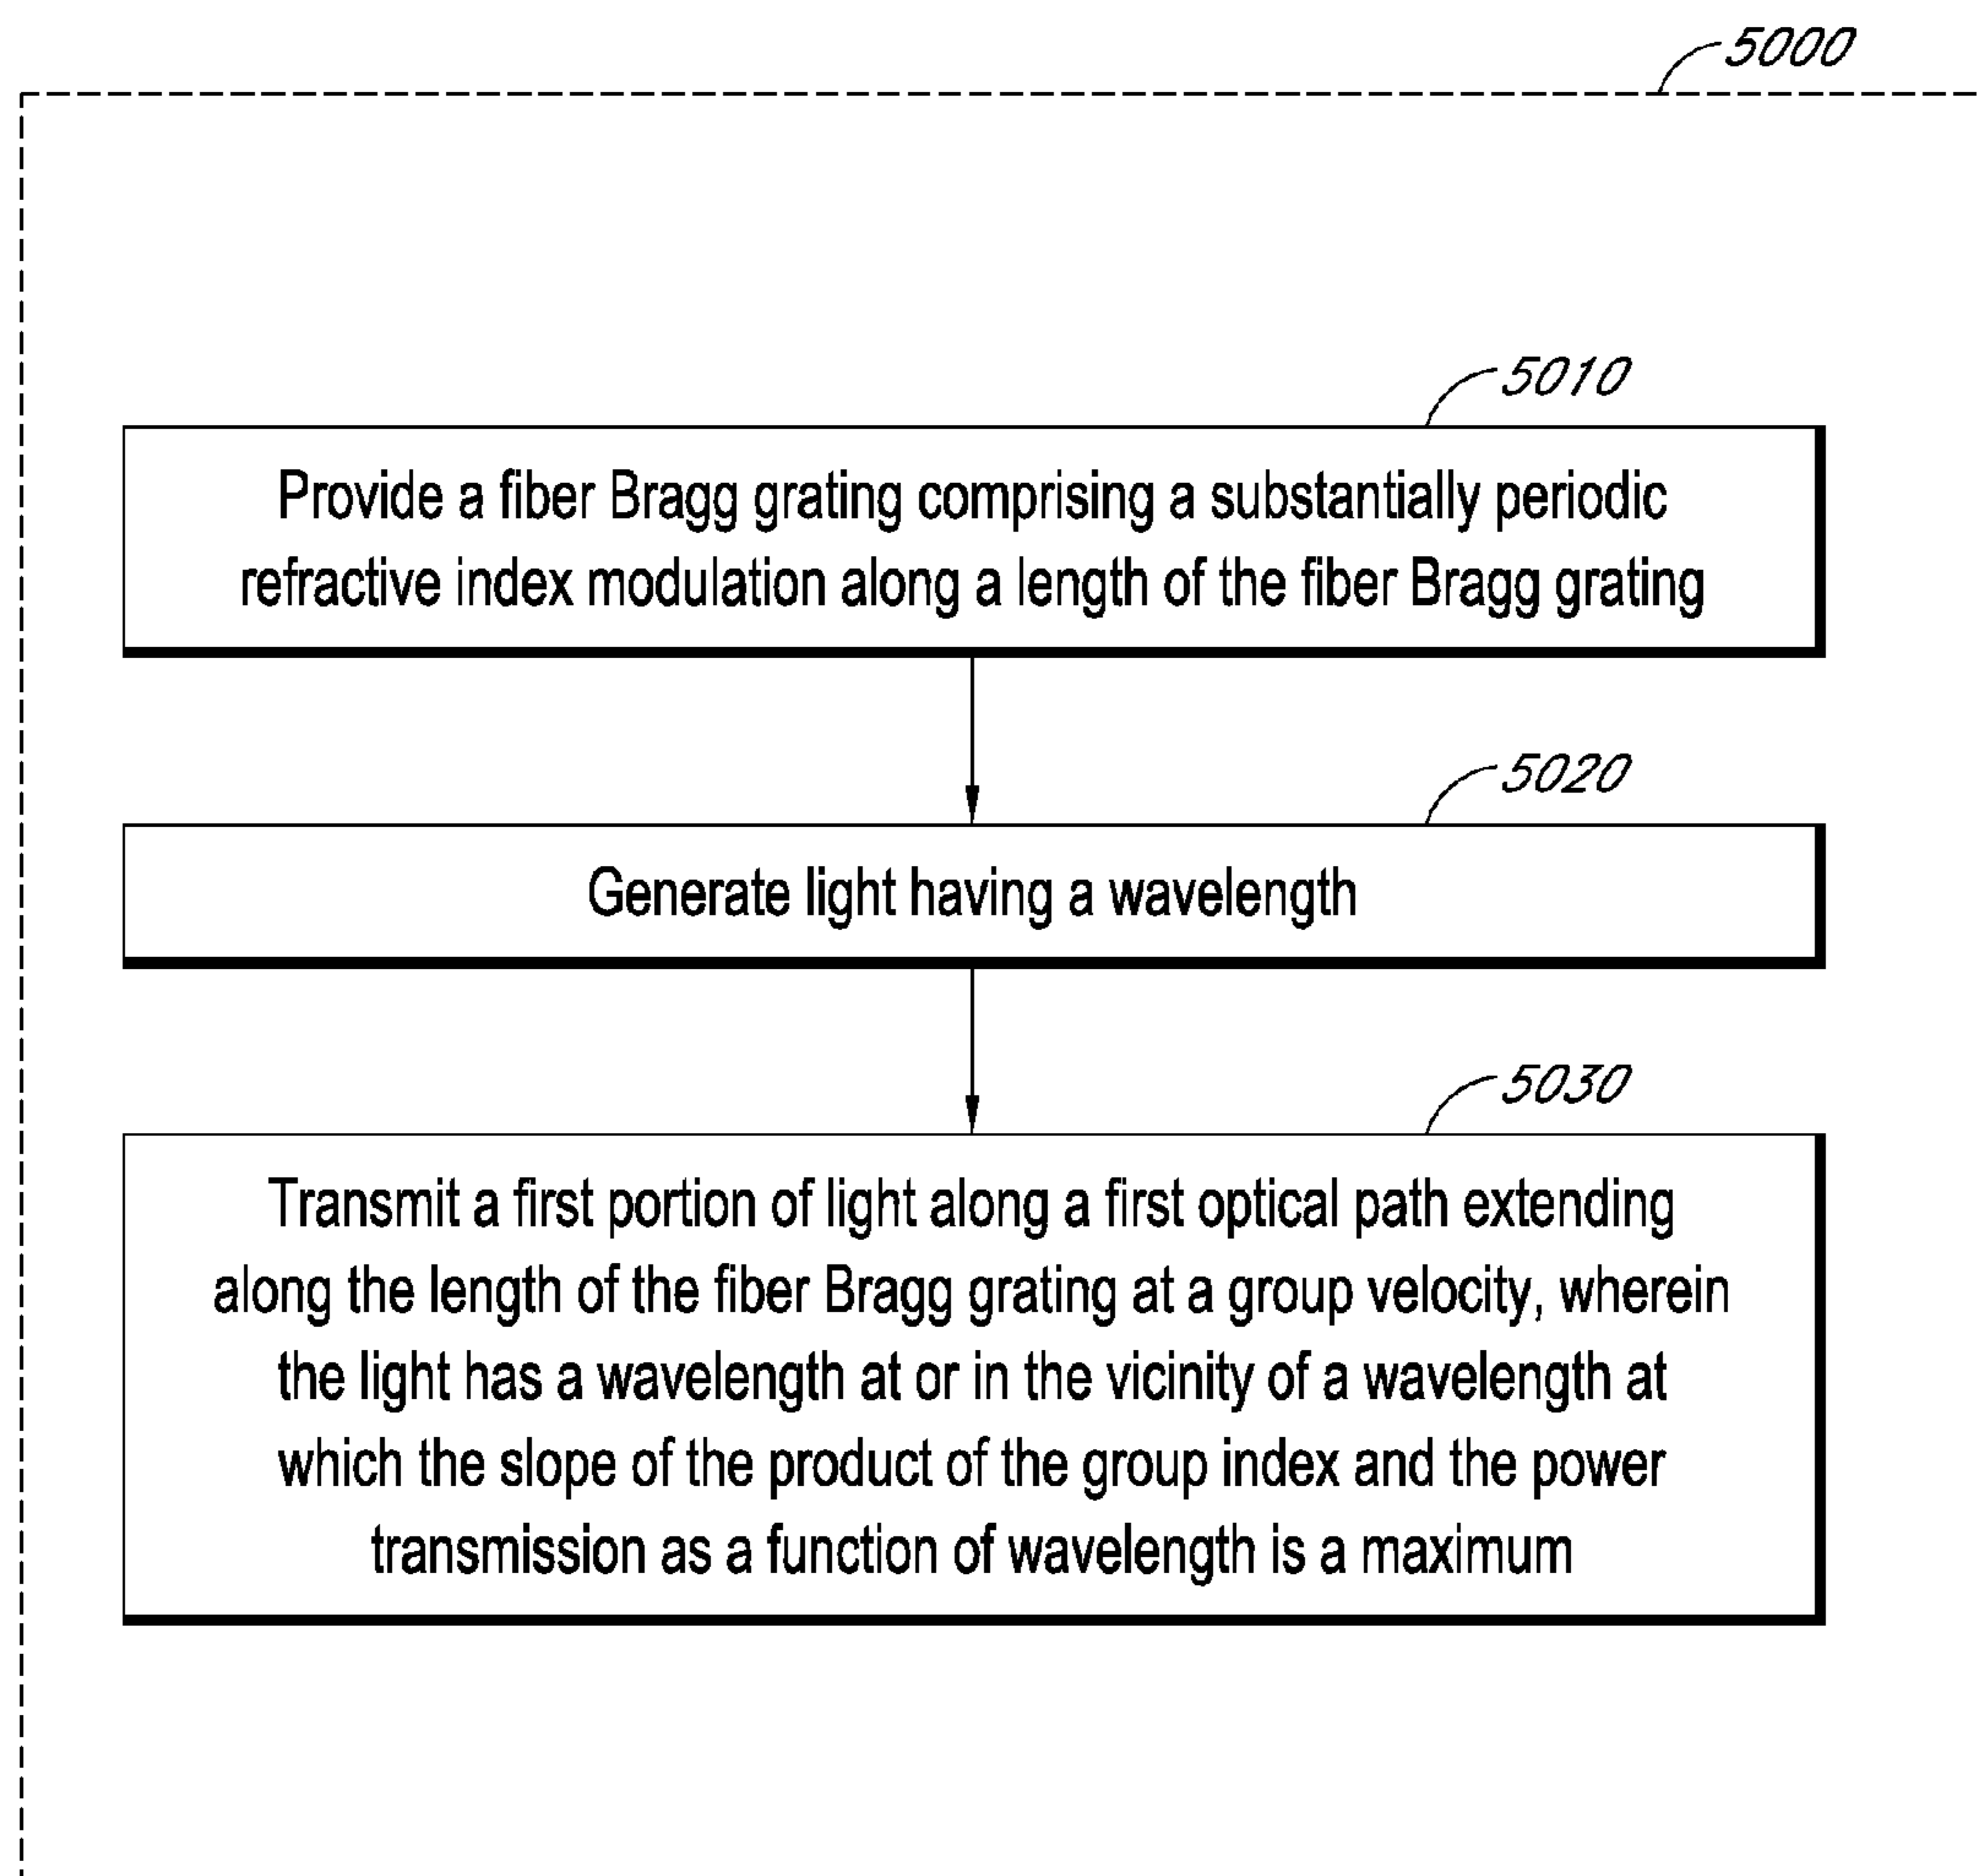 5000
5010
Provide a fiber Bragg grating comprising a substantially periodic
refractive index modulation along a length of the fiber Bragg grating
5020
Generate light having a wavelength
5030
Transmit a first portion of light along a first optical path extending
along the length of the fiber Bragg grating at a group velocity, wherein
the light has a wavelength at or in the vicinity of a wavelength at
which the slope of the product of the group index and the power
transmission as a function of wavelength is a maximum